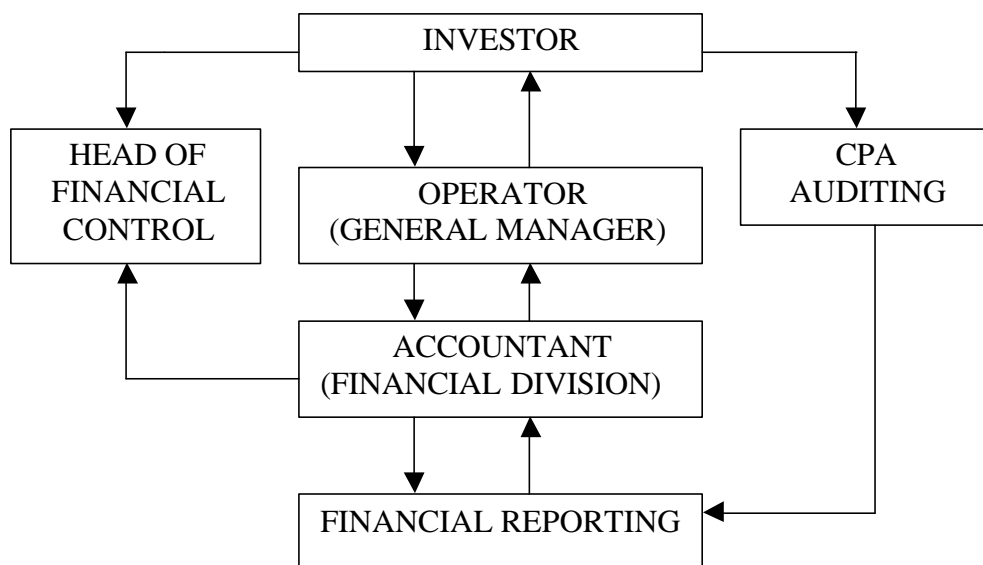 INVESTOR
HEAD OF
FINANCIAL
CONTROL
OPERATOR
(GENERAL MANAGER)
CPA
AUDITING
ACCOUNTANT
(FINANCIAL DIVISION)
FINANCIAL REPORTING